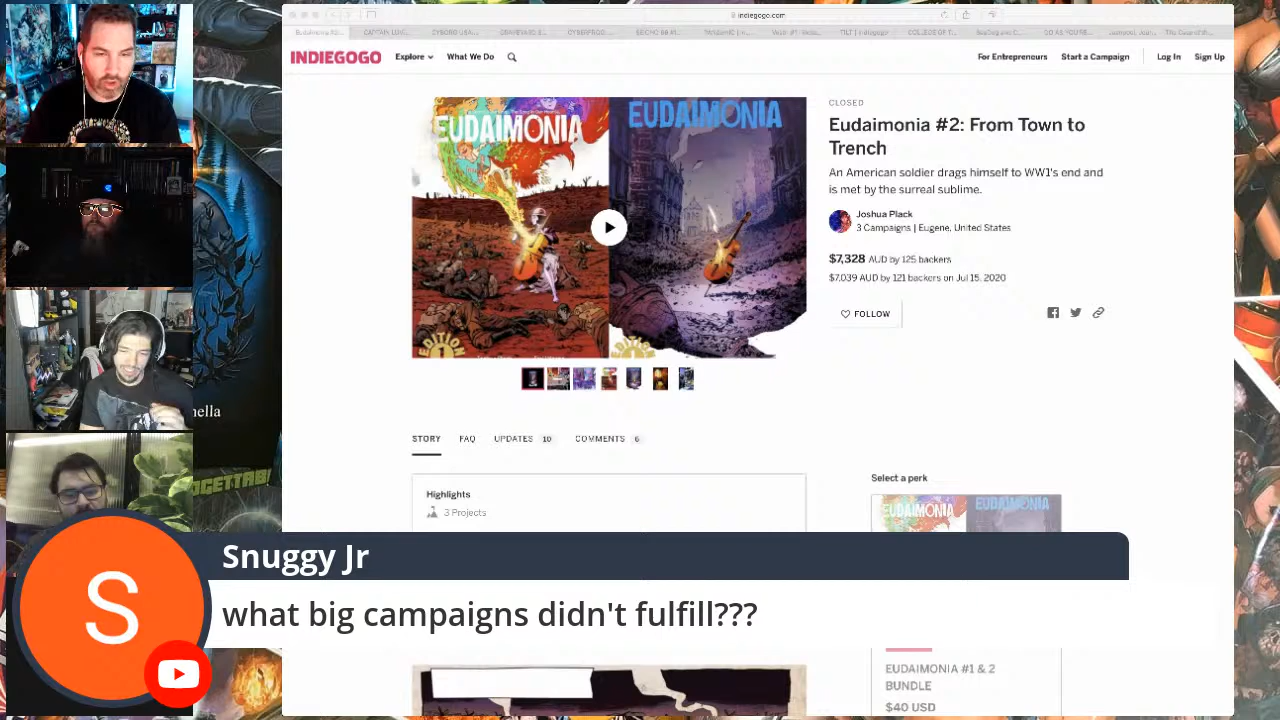 indiegogo.com
INDIEGOGO
Explore
What We Do
For Entrepreneurs
Start a Campaign
Log In
Sign Up
EUDAIMONIA
EUDAIMONIA
EDITION
CLOSED
Eudaimonia #2: From Town to
Trench
An American soldier drags himself to WW1's end and
is met by the surreal sublime.
Joshua Plack
3 Campaigns | Eugene, United States
$7,328 AUD by 125 backers
$7,039 AUD by 121 backers on Jul 15, 2020
FOLLOW
STORY
FAQ
UPDATES 10
COMMENTS 6
Highlights
3 Projects
Select a perk
EUDAIMONIA
EUDAIMONIA
nella
Snuggy Jr
S
what big campaigns didn't fulfill???
EUDAIMONIA #1 & 2
BUNDLE
$40 USD